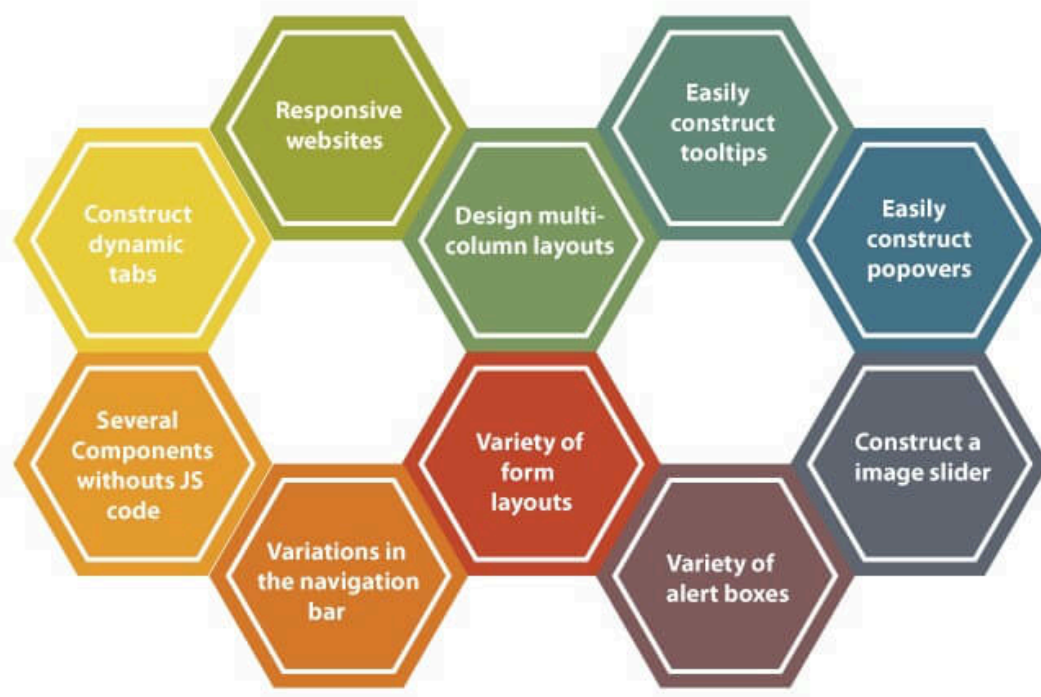 Responsive
websites
Easily
construct
tooltips
Construct
dynamic
tabs
Design multi-
column layouts
Easily
construct
popovers
Several
Components
withouts JS
code
Variety of
form
layouts
Construct a
image slider
Variations in
the navigation
bar
Variety of
alert boxes